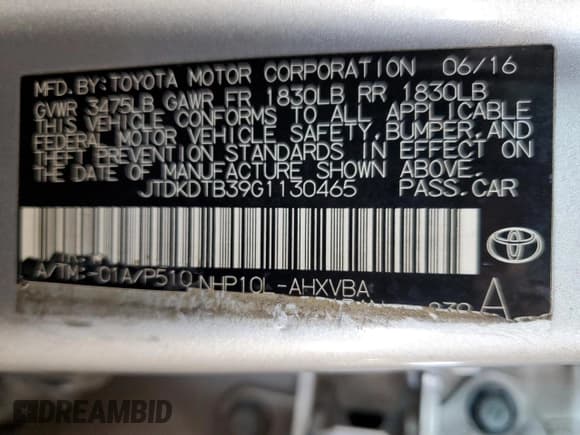 MFD. BY: TOYOTA MOTOR CORPORATION 06/16
GVWR 3475LB GAWR FR 1830LB RR 1830LB
THIS VEHICLE CONFORMS TO ALL APPLICABLE
FEDERAL MOTOR VEHICLE SAFETY, BUMPER, AND
THEFT PREVENTION STANDARDS IN EFFECT ON
THE DATE OF MANUFACTURE SHOWN ABOVE.
JTDKDTB39G1130465 PASS. CAR
A/TM: -01A/P510 NHP10L-AHXVBA
A
DREAMBID